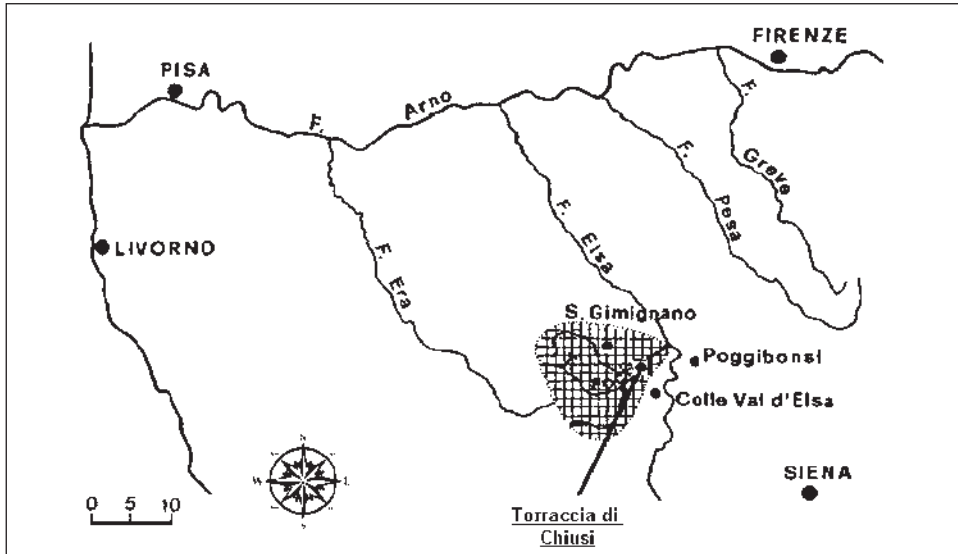 FIRENZE
PISA
F. Arno
F. Greve
F. Pesa
F. Elsa
LIVORNO
F. Era
S. Gimignano
Poggibonsi
Colle Val d'Elsa
N
W
E
S
SIENA
0 5 10
Torraccia di
Chiusi